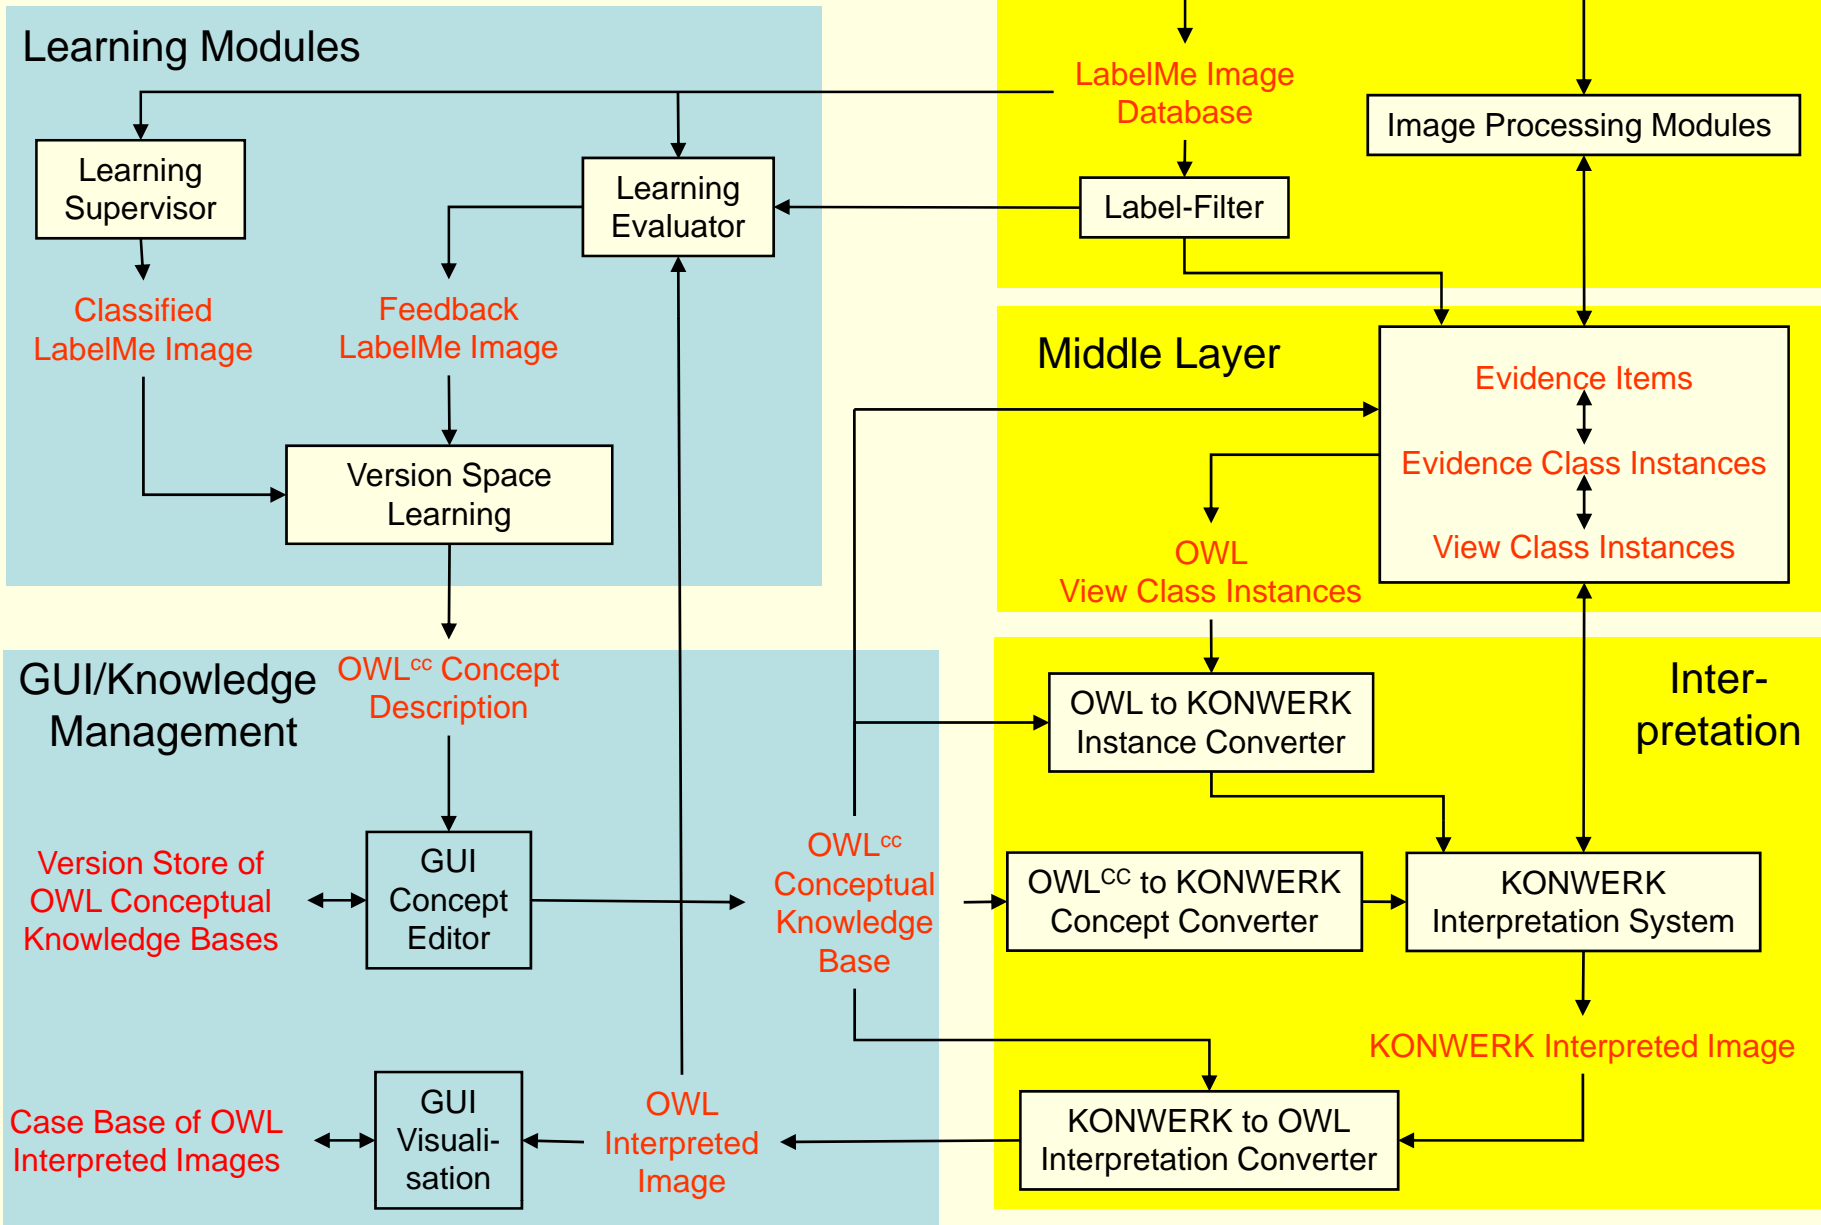 Learning Modules
LabelMe Image
Database
Image Processing Modules
Learning
Supervisor
Learning
Evaluator
Label-Filter
Classified
LabelMe Image
Feedback
LabelMe Image
Middle Layer
Evidence Items
Evidence Class Instances
View Class Instances
Version Space
Learning
OWL
View Class Instances
GUI/Knowledge
Management
OWLcc Concept
Description
OWL to KONWERK
Instance Converter
Inter-
pretation
Version Store of
OWL Conceptual
Knowledge Bases
GUI
Concept
Editor
OWLcc
Conceptual
Knowledge
Base
OWLCC to KONWERK
Concept Converter
KONWERK
Interpretation System
KONWERK Interpreted Image
Case Base of OWL
Interpreted Images
GUI
Visuali-
sation
OWL
Interpreted
Image
KONWERK to OWL
Interpretation Converter